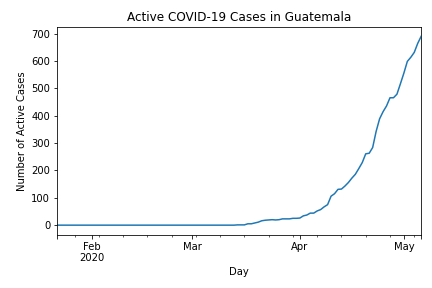 Active COVID-19 Cases in Guatemala
Number of Active Cases
700
600
500
400
300
200
100
0
Feb Mar Apr May
2020
Day